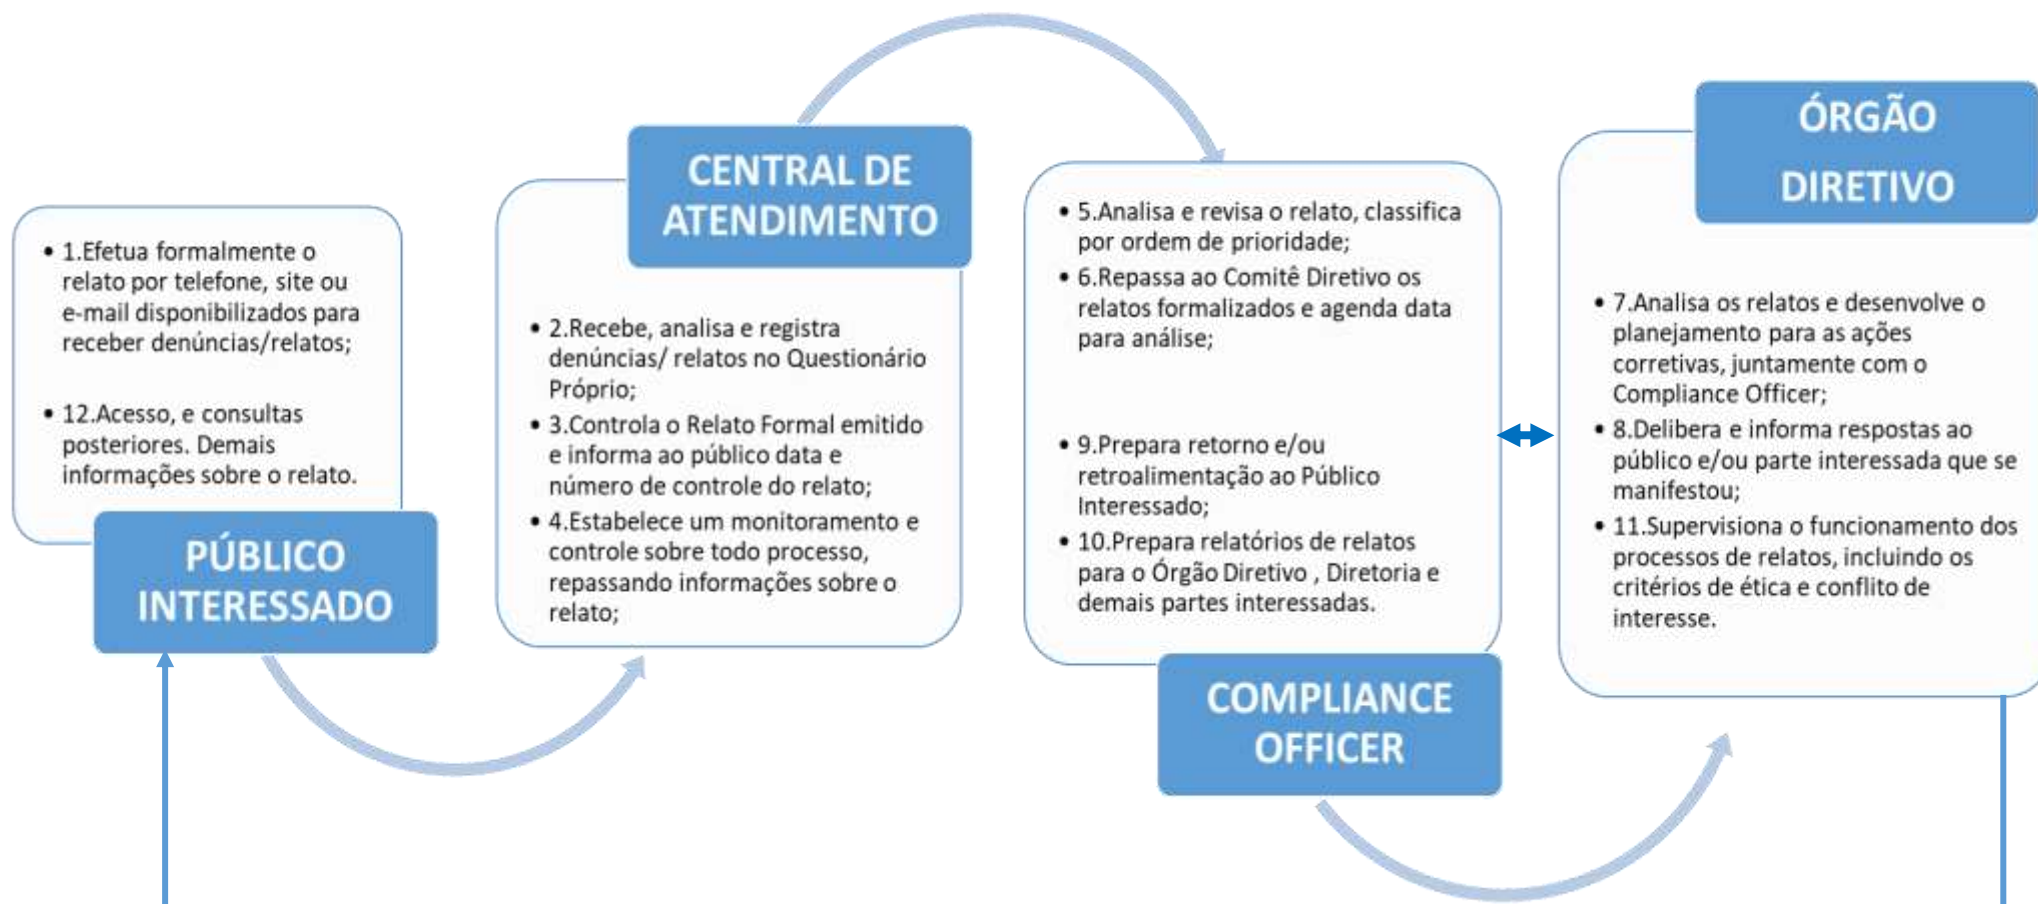 • 1.Efetua formalmente o
relato por telefone, site ou
e-mail disponibilizados para
receber denúncias/relatos;
• 12.Acesso, e consultas
posteriores. Demais
informações sobre o relato.
PÚBLICO
INTERESSADO
CENTRAL DE
ATENDIMENTO
• 2.Recebe, analisa e registra
denúncias/ relatos no Questionário
Próprio;
• 3.Controla o Relato Formal emitido
e informa ao público data e
número de controle do relato;
• 4.Estabelece um monitoramento e
controle sobre todo processo,
repassando informações sobre o
relato;
• 5.Analisa e revisa o relato, classifica
por ordem de prioridade;
• 6.Repassa ao Comitê Diretivo os
relatos formalizados e agenda data
para análise;
• 9.Prepara retorno e/ou
retroalimentação ao Público
Interessado;
• 10.Prepara relatórios de relatos
para o Órgão Diretivo , Diretoria e
demais partes interessadas.
COMPLIANCE
OFFICER
ÓRGÃO
DIRETIVO
• 7.Analisa os relatos e desenvolve o
planejamento para as ações
corretivas, juntamente com o
Compliance Officer;
• 8.Delibera e informa respostas ao
público e/ou parte interessada que se
manifestou;
• 11.Supervisiona o funcionamento dos
processos de relatos, incluindo os
critérios de ética e conflito de
interesse.